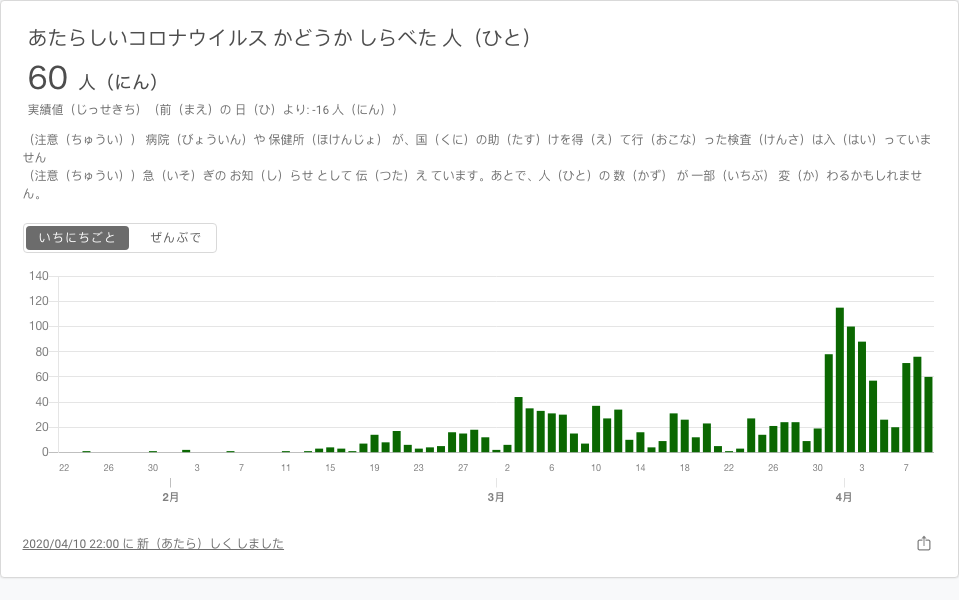 あたらしいコロナウイルス かどうか しらべた 人（ひと）
60 人（にん）
実績値（じっせきち）（前（まえ）の 日（ひ）より: -16 人（にん））
（注意（ちゅうい）） 病院（びょういん）や 保健所（ほけんじょ） が、国（くに）の助（たす）けを得（え）て行（おこな）った検査（けんさ）は入（はい）っていま
せん
（注意（ちゅうい））急（いそ）ぎの お知（し）らせ として 伝（つた）え ています。あとで、人（ひと）の 数（かず） が 一部（いちぶ） 変（か）わるかもしれませ
ん。
いちにちごと ぜんぶで
140
120
100
80
60
40
20
0
22 26 30 3 7 11 15 19 23 27 2 6 10 14 18 22 26 30 3 7
2月 3月 4月
2020/04/10 22:00 に 新（あたら）しく しました